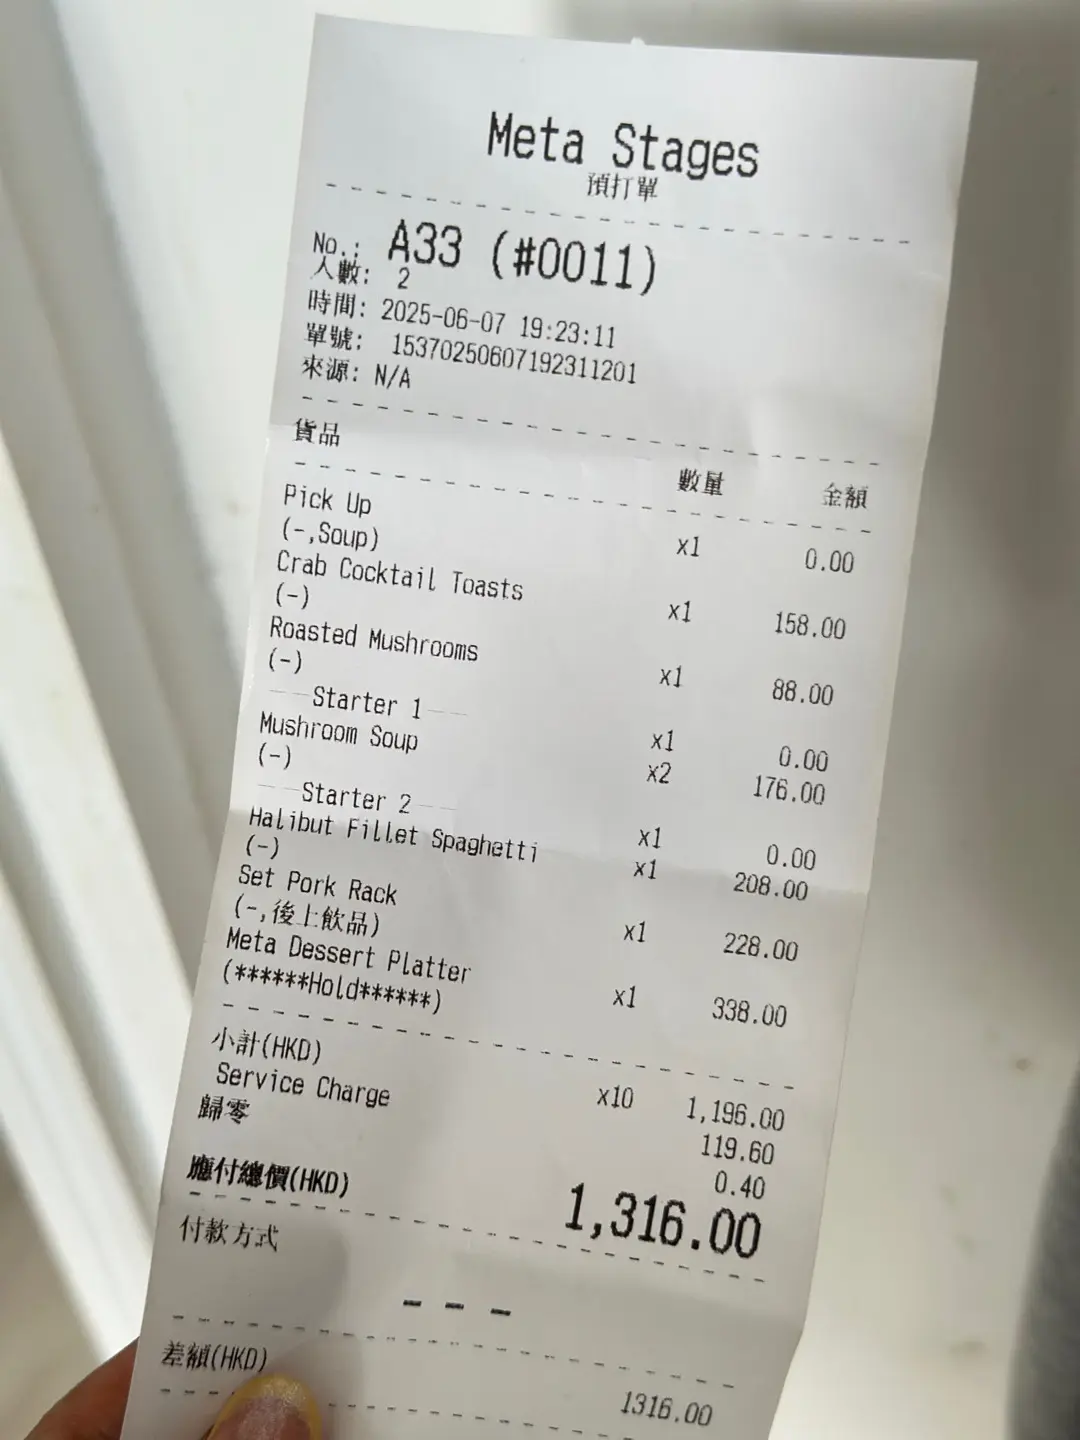 Meta Stages
預打單
No.: A33 (#0011)
人數: 2
時間: 2025-06-07 19:23:11
單號: 15370250607192311201
來源: N/A
貨品 數量 金額
Pick Up x1 0.00
(-,Soup)
Crab Cocktail Toasts x1 158.00
(-)
Roasted Mushrooms x1 88.00
(-)
——Starter 1—— x1 0.00
Mushroom Soup x2 176.00
(-)
——Starter 2—— x1 0.00
Halibut Fillet Spaghetti x1 208.00
(-)
Set Pork Rack x1 228.00
(-,後上飲品)
Meta Dessert Platter x1 338.00
(******Hold******)
小計(HKD) x10 1,196.00
Service Charge 119.60
歸零 0.40
應付總價(HKD) 1,316.00
付款方式
---
差額(HKD) 1316.00